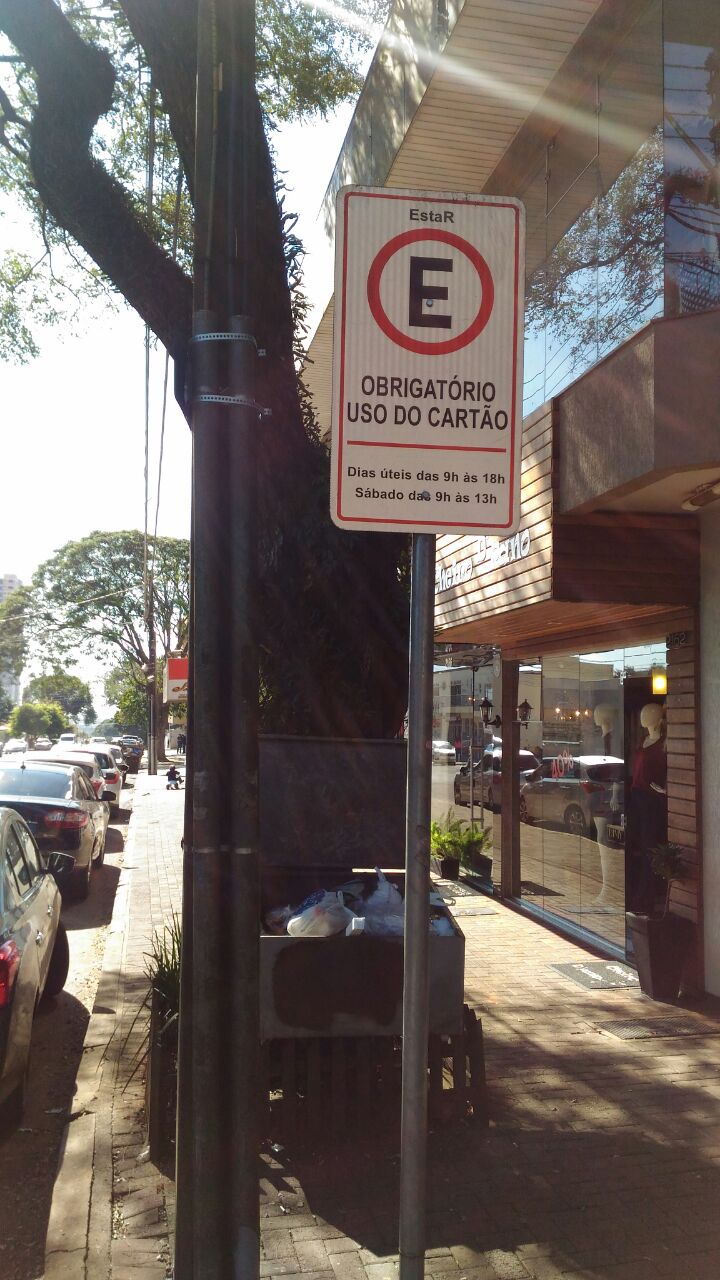 EstaR
E
OBRIGATÓRIO
USO DO CARTÃO
Dias úteis das 9h às 18h
Sábado das 9h às 13h